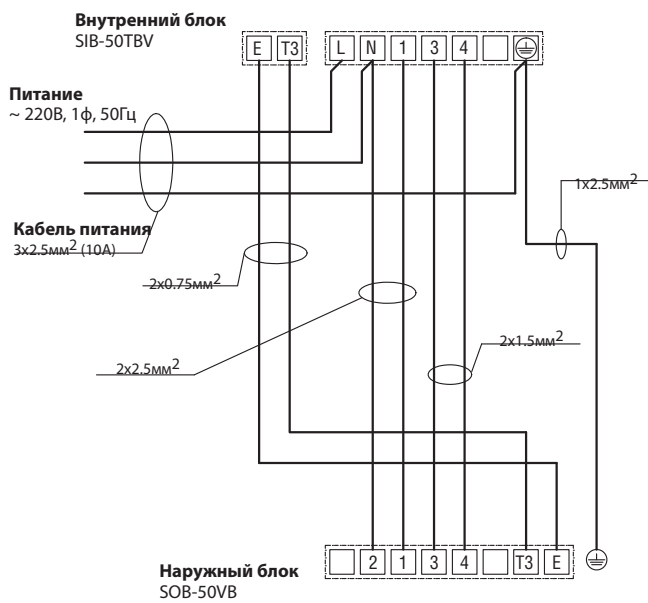 Внутренний блок
SIB-50TBV
E T3 L N 1 3 4
Питание
~ 220В, 1ф, 50Гц
1x2.5мм²
Кабель питания
3x2.5мм² (10А)
2x0.75мм²
2x1.5мм²
2x2.5мм²
2 1 3 4 T3 E
Наружный блок
SOB-50VB